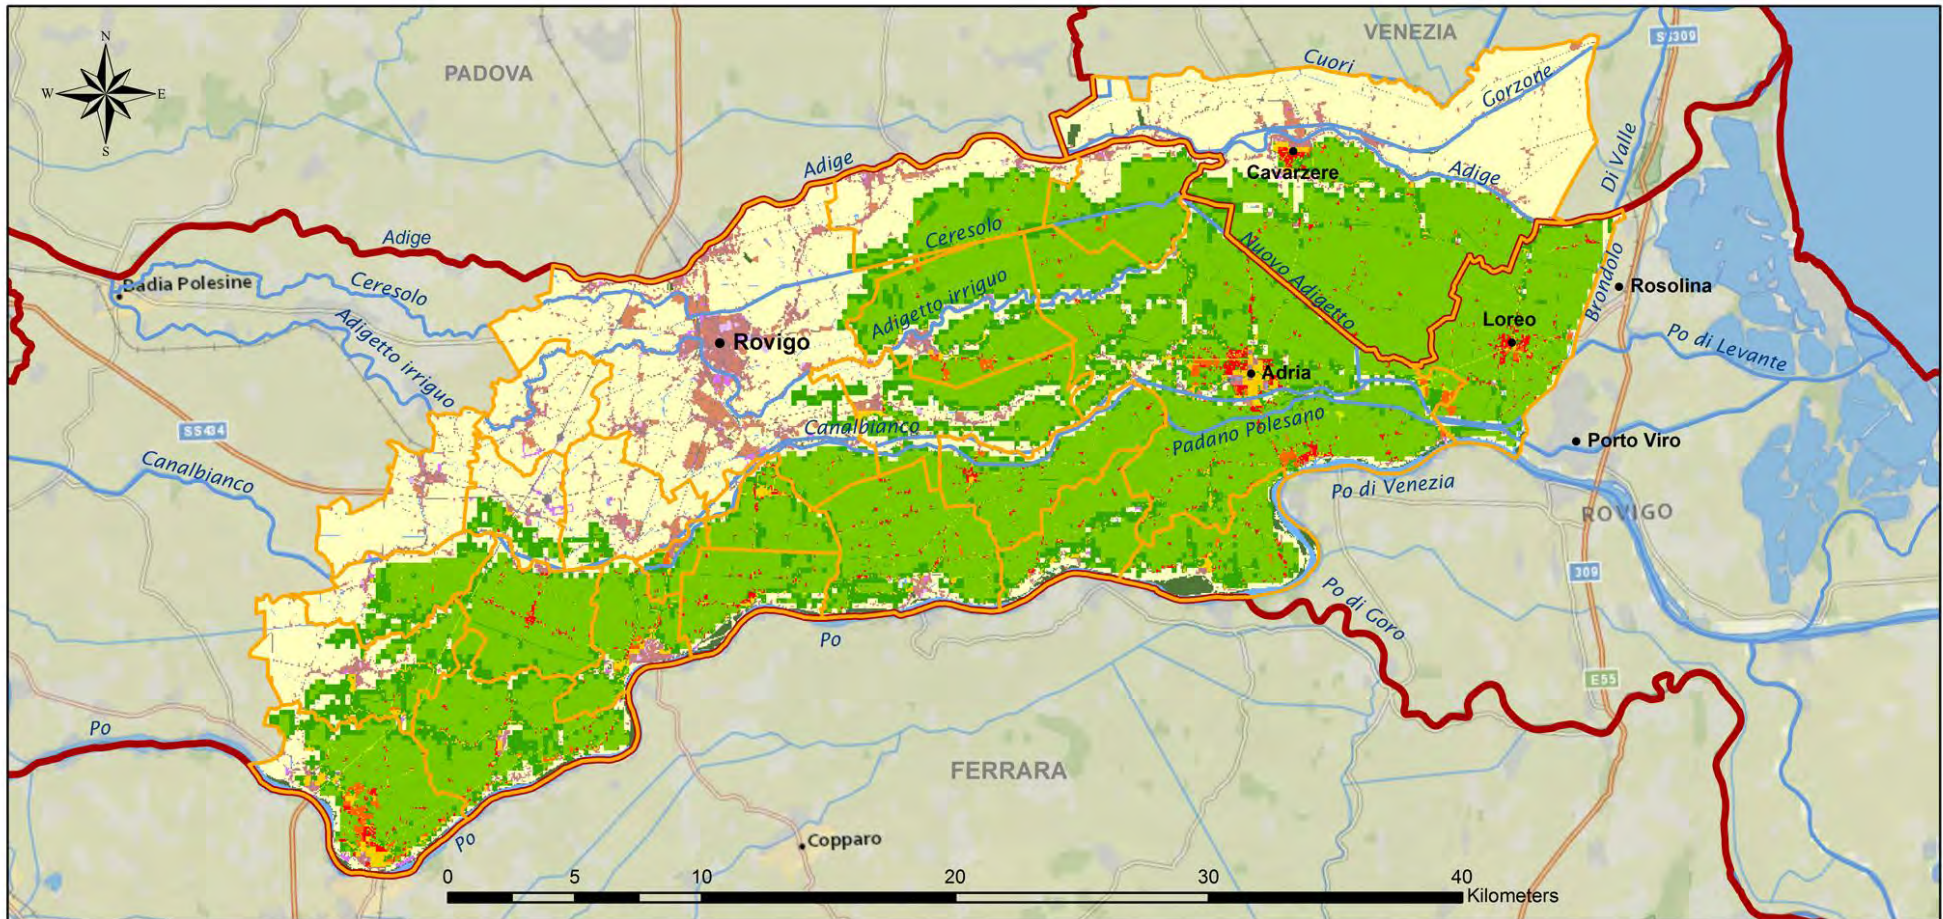 VENEZIA
SS309
N
Cuori
PADOVA
Gorzone
W
E
S
Adige
Di Valle
Cavarzere
Adige
Adige
Ceresolo
Nuovo Adigetto
Badia Polesine
Ceresolo
Brondolo
Rosolina
Adigetto irriguo
Loreo
Adigetto irriguo
Rovigo
Po di Levante
Adria
Padano Polesano
SS434
Canalbianco
Porto Viro
Canalbianco
Po di Venezia
ROVIGO
309
Po di Goro
Po
E55
Po
FERRARA
Po
Copparo
0
5
10
20
30
40
Kilometers